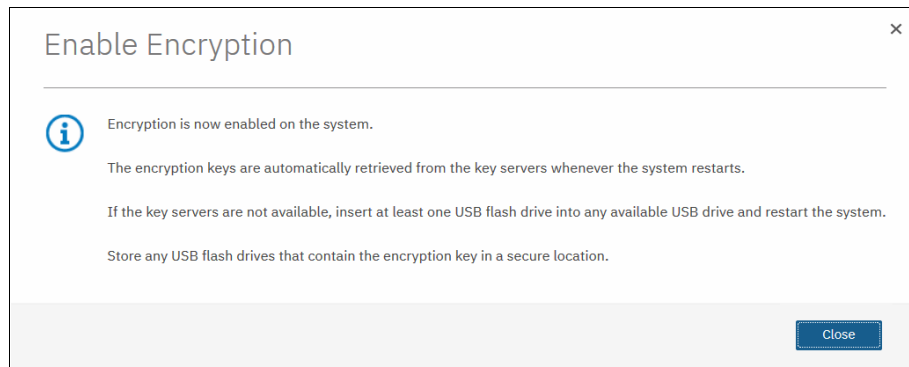 Enable Encryption
Encryption is now enabled on the system.
The encryption keys are automatically retrieved from the key servers whenever the system restarts.
If the key servers are not available, insert at least one USB flash drive into any available USB drive and restart the system.
Store any USB flash drives that contain the encryption key in a secure location.
Close